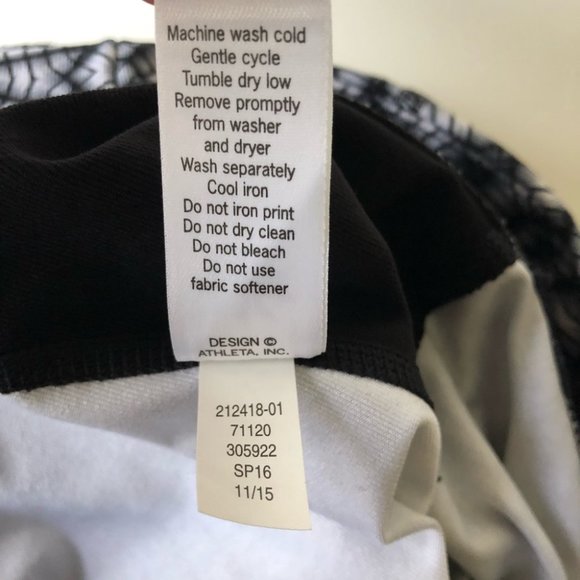 Machine wash cold
Gentle cycle
Tumble dry low
Remove promptly
from washer
and dryer
Wash separately
Cool iron
Do not iron print
Do not dry clean
Do not bleach
Do not use
fabric softener
DESIGN ©
ATHLETA, INC.
212418-01
71120
305922
SP16
11/15